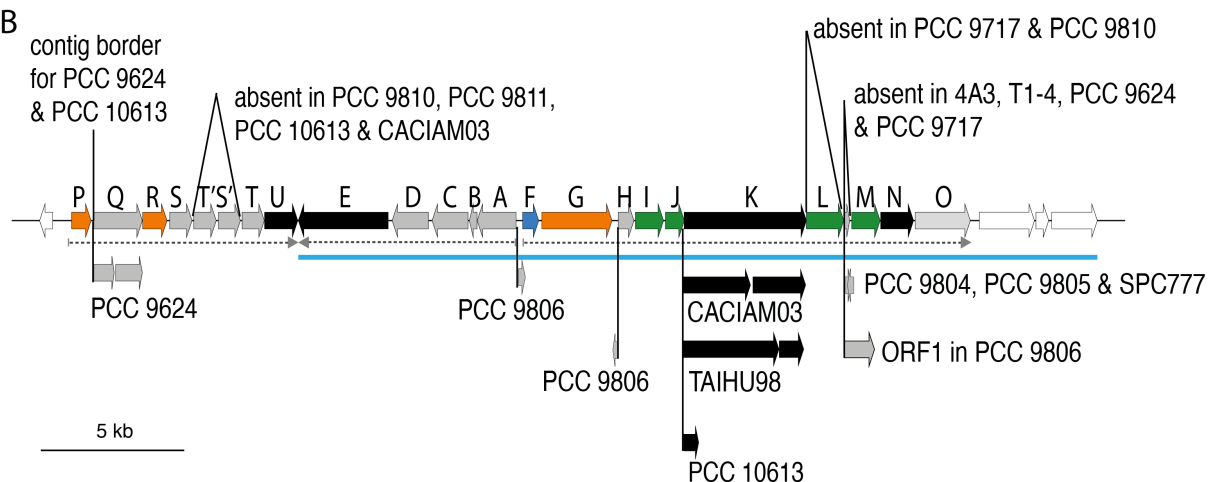 B
contig border
for PCC 9624
& PCC 10613
absent in PCC 9810, PCC 9811,
PCC 10613 & CACIAM03
absent in PCC 9717 & PCC 9810
absent in 4A3, T1-4, PCC 9624
& PCC 9717
P Q R S T' S' T U E D C B A F G H I J K L M N O
PCC 9624
PCC 9806
PCC 9806
CACIAM03
TAIHU98
PCC 10613
PCC 9804, PCC 9805 & SPC777
ORF1 in PCC 9806
5 kb